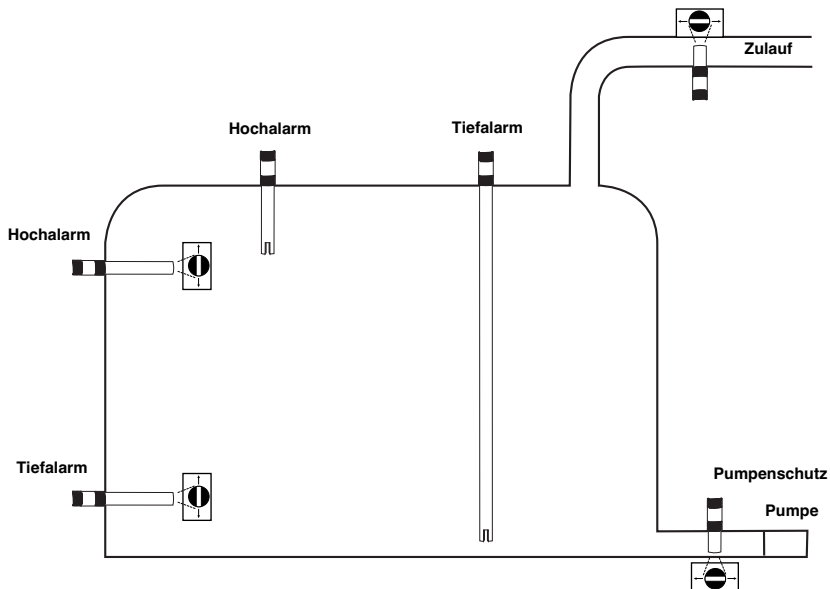 Zulauf
Hochalarm
Tiefalarm
Hochalarm
Tiefalarm
Pumpenschutz
Pumpe